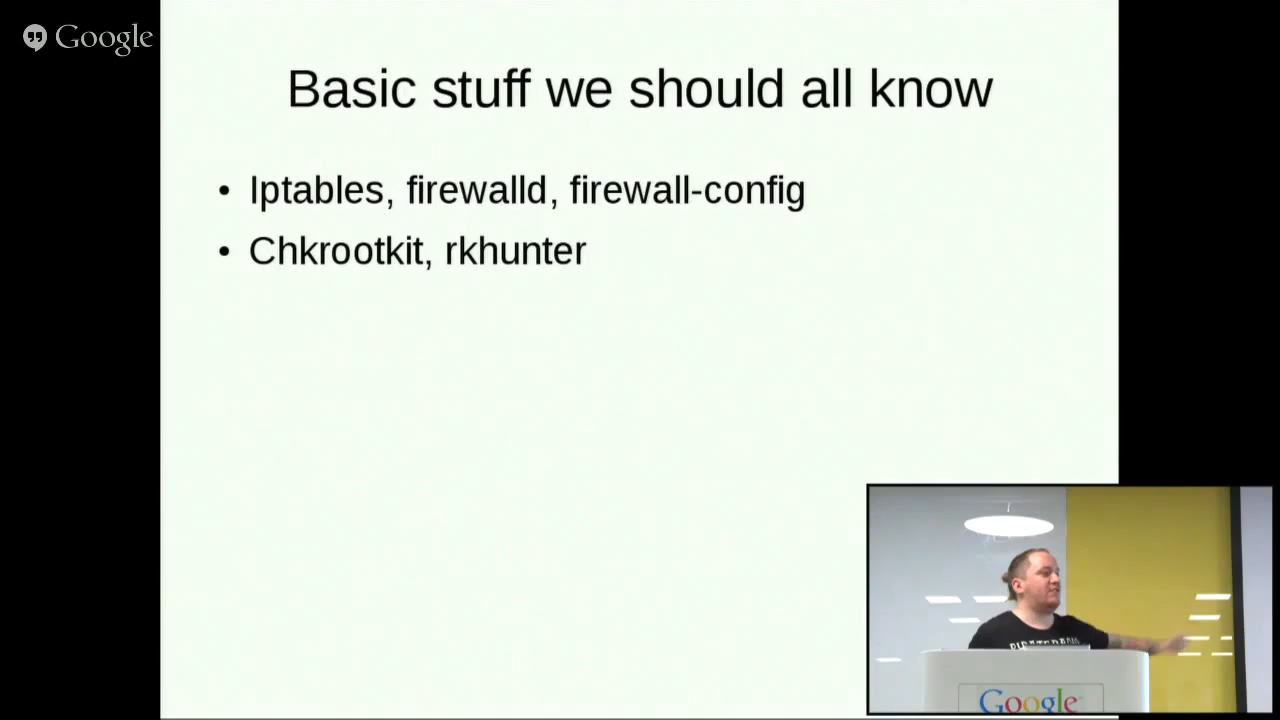 Google
Basic stuff we should all know
• Iptables, firewalld, firewall-config
• Chkrootkit, rkhunter
Google